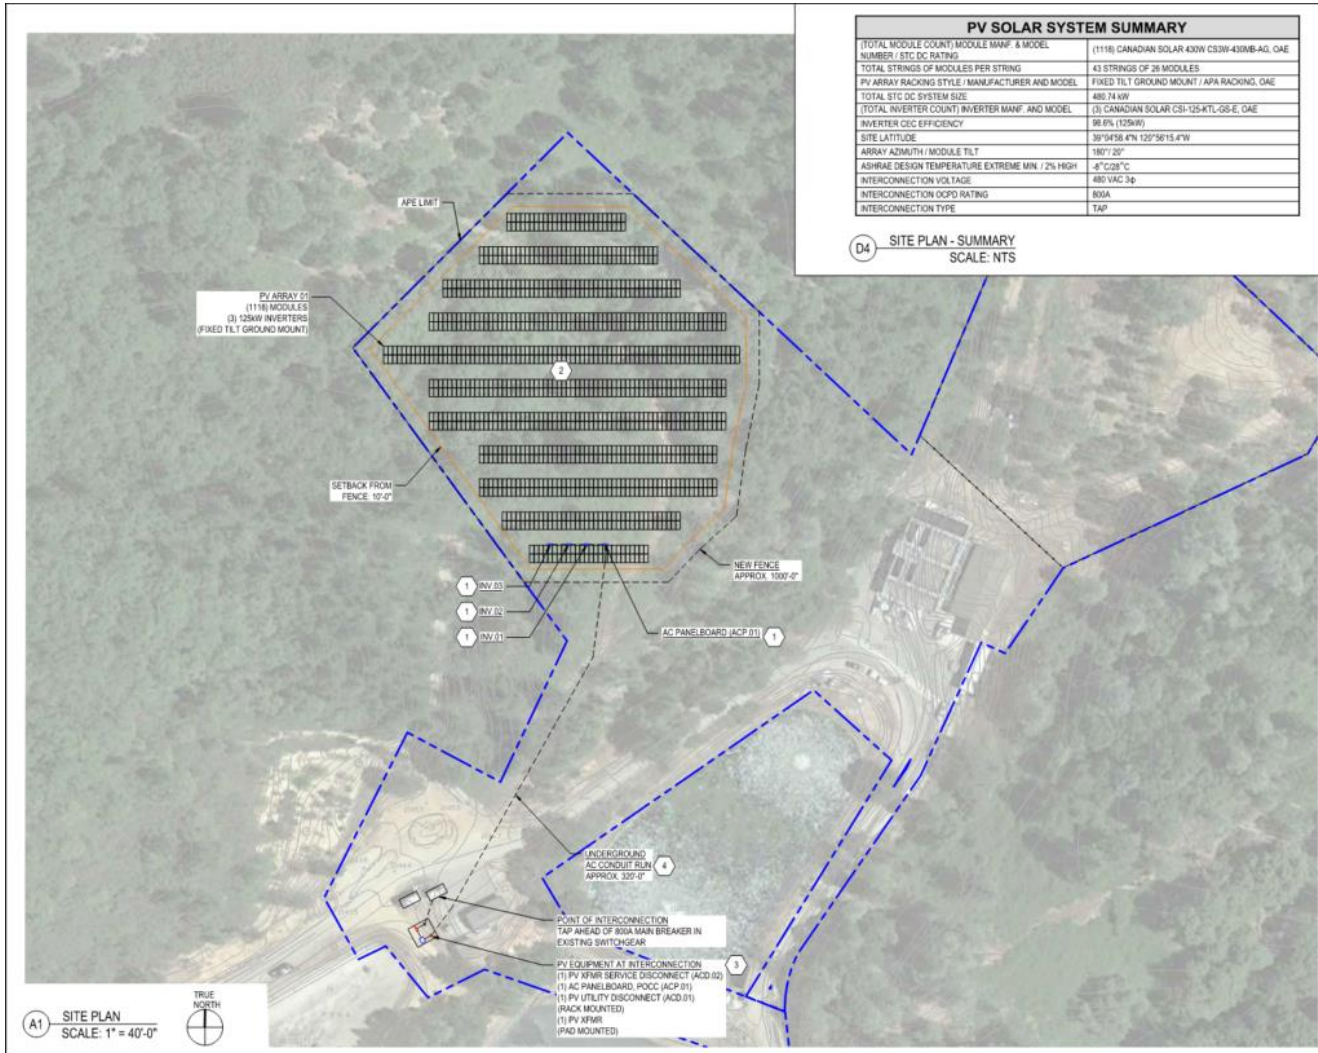 PV SOLAR SYSTEM SUMMARY
(TOTAL MODULE COUNT) MODULE MANF. & MODEL
NUMBER / STC DC RATING
(1118) CANADIAN SOLAR 430W CS3W-430MB-AG, OAE
TOTAL STRINGS OF MODULES PER STRING
43 STRINGS OF 26 MODULES
PV ARRAY RACKING STYLE / MANUFACTURER AND MODEL
FIXED TILT GROUND MOUNT / APA RACKING, OAE
TOTAL STC DC SYSTEM SIZE
480.74 kW
(TOTAL INVERTER COUNT) INVERTER MANF. AND MODEL
(3) CANADIAN SOLAR CSI-125-KTL-GS-E, OAE
INVERTER CEC EFFICIENCY
98.6% (125kW)
SITE LATITUDE
39°04'56.4"N 120°56'15.4"W
ARRAY AZIMUTH / MODULE TILT
180°/ 20°
ASHRAE DESIGN TEMPERATURE EXTREME MIN. / 2% HIGH
-8°C/28°C
INTERCONNECTION VOLTAGE
480 VAC 3ф
INTERCONNECTION OCPD RATING
800A
INTERCONNECTION TYPE
TAP
D4
SITE PLAN - SUMMARY
SCALE: NTS
APE LIMIT
PV ARRAY 01
(1118) MODULES
(3) 125kW INVERTERS
(FIXED TILT GROUND MOUNT)
2
SETBACK FROM
FENCE: 10'-0"
NEW FENCE
APPROX. 1000'-0"
1 INV.03
1 INV.02
1 INV.01
AC PANELBOARD (ACP.01) 1
UNDERGROUND
AC CONDUIT RUN 4
APPROX. 320'-0"
POINT OF INTERCONNECTION
TAP AHEAD OF 800A MAIN BREAKER IN
EXISTING SWITCHGEAR
PV EQUIPMENT AT INTERCONNECTION 3
(1) PV XFMR SERVICE DISCONNECT (ACD.02)
(1) AC PANELBOARD, POCC (ACP.01)
(1) PV UTILITY DISCONNECT (ACD.01)
(RACK MOUNTED)
(1) PV XFMR
(PAD MOUNTED)
A1
SITE PLAN
SCALE: 1" = 40'-0"
TRUE
NORTH